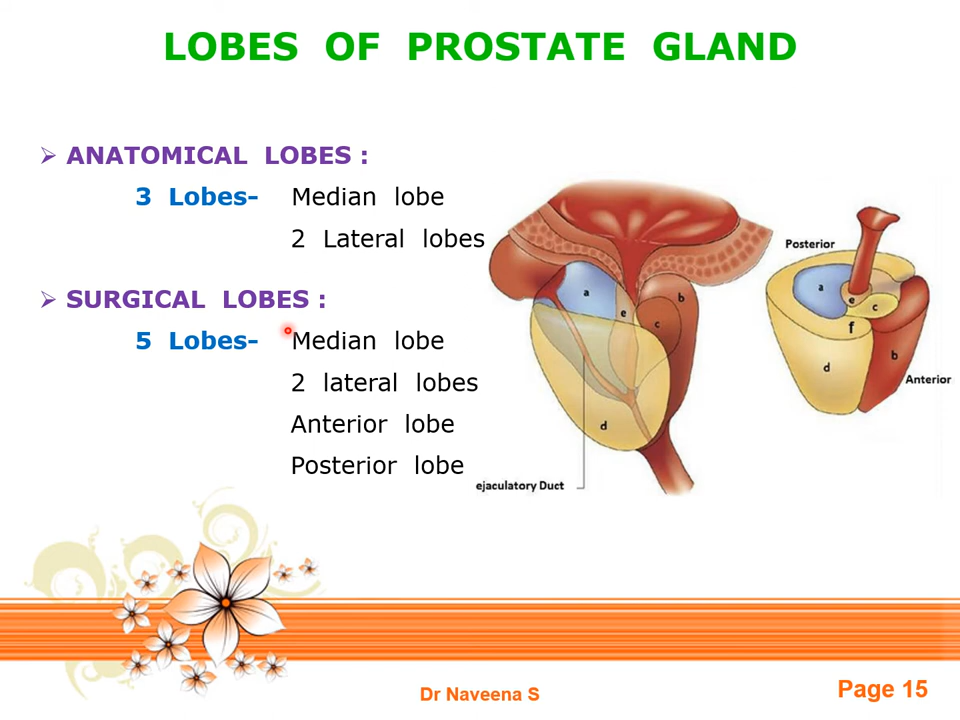 LOBES OF PROSTATE GLAND
ANATOMICAL LOBES :
3 Lobes- Median lobe
2 Lateral lobes
SURGICAL LOBES :
5 Lobes- Median lobe
2 lateral lobes
Anterior lobe
Posterior lobe
a
e
b
c
d
ejaculatory Duct
Posterior
a
e
c
f
d
b
Anterior
Dr Naveena S
Page 15